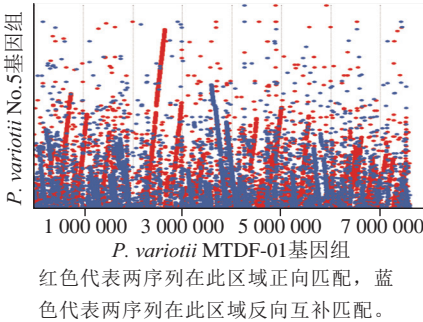 P. variotii No.5基因组
1 000 000 3 000 000 5 000 000 7 000 000
P. variotii MTDF-01基因组
红色代表两序列在此区域正向匹配，蓝
色代表两序列在此区域反向互补匹配。